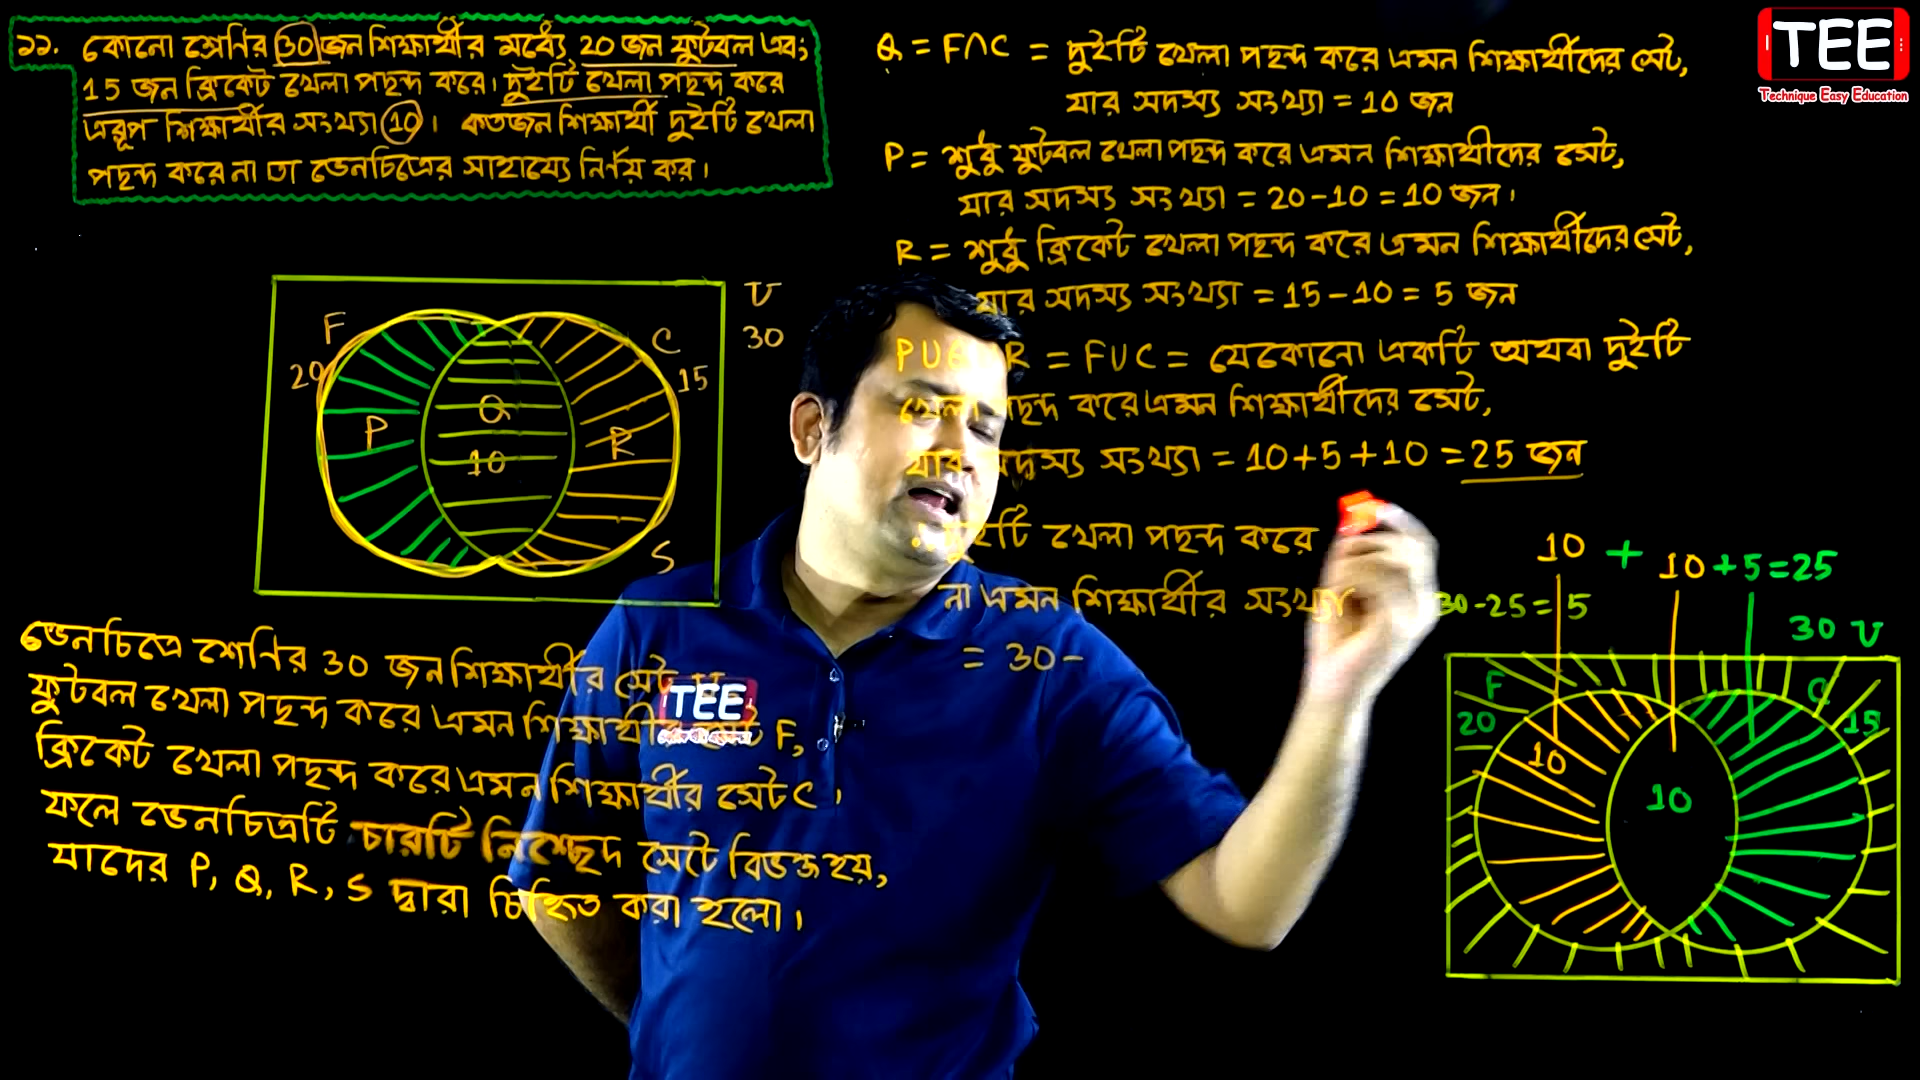 ১১. কোনো শ্রেণির 30 জন শিক্ষার্থীর মধ্যে 20 জন ফুটবল এবং
15 জন ক্রিকেট খেলা পছন্দ করে। দুইটি খেলা পছন্দ করে
এরূপ শিক্ষার্থীর সংখ্যা 10। কতজন শিক্ষার্থী দুইটি খেলা
পছন্দ করে না তা ভেনচিত্রের সাহায্যে নির্ণয় কর।
U
30
F
20
C
15
P
Q
10
R
S
ভেনচিত্রে শ্রেণির 30 জন শিক্ষার্থীর সেট
ফুটবল খেলা পছন্দ করে এমন শিক্ষার্থীর সেট F,
ক্রিকেট খেলা পছন্দ করে এমন শিক্ষার্থীর সেট C।
ফলে ভেনচিত্রটি চারটি নিশ্ছেদ সেটে বিভক্ত হয়,
যাদের P, Q, R, S দ্বারা চিহ্নিত করা হলো।
Q = F∩C = দুইটি খেলা পছন্দ করে এমন শিক্ষার্থীদের সেট,
যার সদস্য সংখ্যা = 10 জন
P = শুধু ফুটবল খেলা পছন্দ করে এমন শিক্ষার্থীদের সেট,
যার সদস্য সংখ্যা = 20-10 = 10 জন।
R = শুধু ক্রিকেট খেলা পছন্দ করে এমন শিক্ষার্থীদের সেট,
যার সদস্য সংখ্যা = 15-10 = 5 জন
PUQUR = FUC = যেকোনো একটি অথবা দুইটি
খেলা পছন্দ করে এমন শিক্ষার্থীদের সেট,
যার সদস্য সংখ্যা = 10+5+10 = 25 জন
∴ দুইটি খেলা পছন্দ করে
না এমন শিক্ষার্থীর সংখ্যা
= 30-
10 + 10+5=25
30-25=5
30 U
F
20
C
15
10
10
TEE
Technique Easy Education
TEE